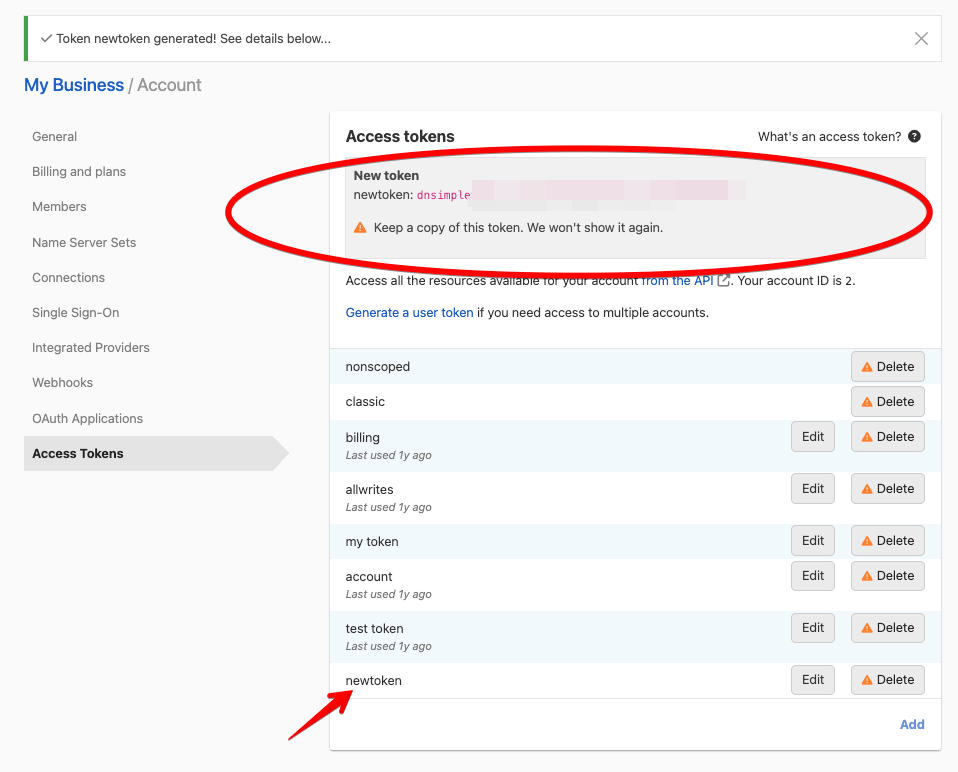 Token newtoken generated! See details below...
My Business / Account
General
Billing and plans
Members
Name Server Sets
Connections
Single Sign-On
Integrated Providers
Webhooks
OAuth Applications
Access Tokens
Access tokens
What's an access token?
New token
newtoken: dnsimple
Keep a copy of this token. We won't show it again.
Access all the resources available for your account from the API. Your account ID is 2.
Generate a user token if you need access to multiple accounts.
nonscoped Delete
classic Delete
billing Edit Delete
Last used 1y ago
allwrites Edit Delete
Last used 1y ago
my token Edit Delete
account Edit Delete
Last used 1y ago
test token Edit Delete
Last used 1y ago
newtoken Edit Delete
Add